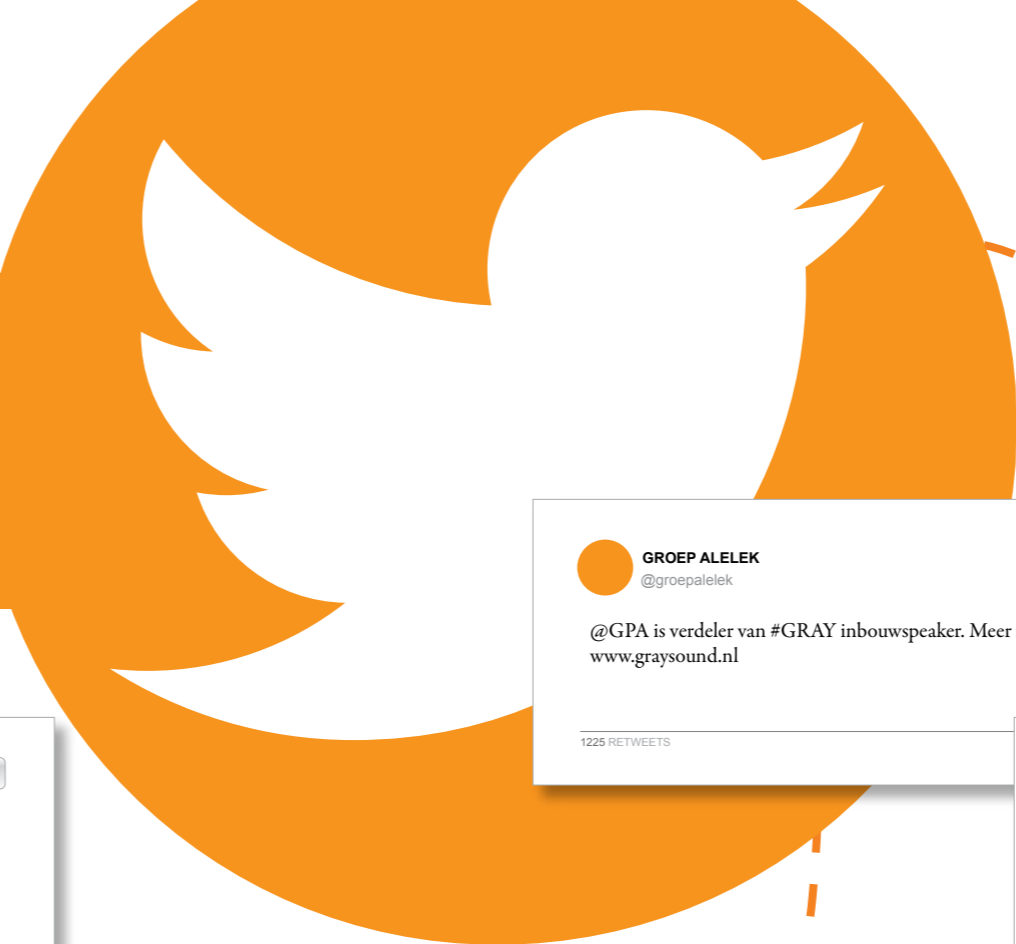 GROEP ALELEK
@groepalelek
@GPA is verdeler van #GRAY inbouwspeaker. Meer
www.graysound.nl
1225 RETWEETS